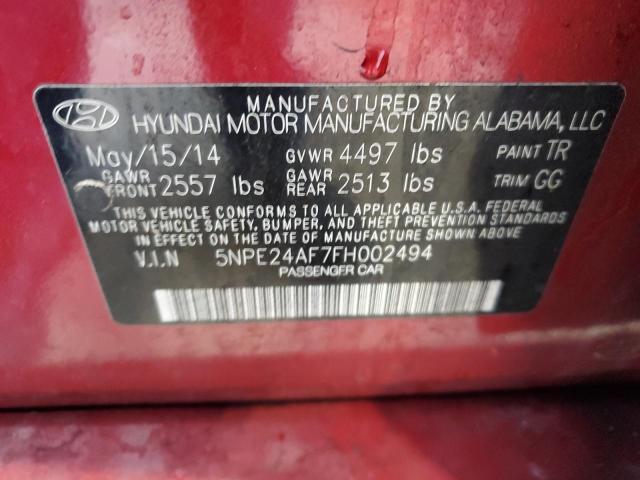 MANUFACTURED BY
HYUNDAI MOTOR MANUFACTURING ALABAMA, LLC
May/15/14 GVWR 4497 lbs PAINT TR
GAWR FRONT 2557 lbs GAWR REAR 2513 lbs TRIM GG
THIS VEHICLE CONFORMS TO ALL APPLICABLE U.S.A. FEDERAL
MOTOR VEHICLE SAFETY, BUMPER, AND THEFT PREVENTION STANDARDS
IN EFFECT ON THE DATE OF MANUFACTURE SHOWN ABOVE.
V.I.N 5NPE24AF7FH002494
PASSENGER CAR